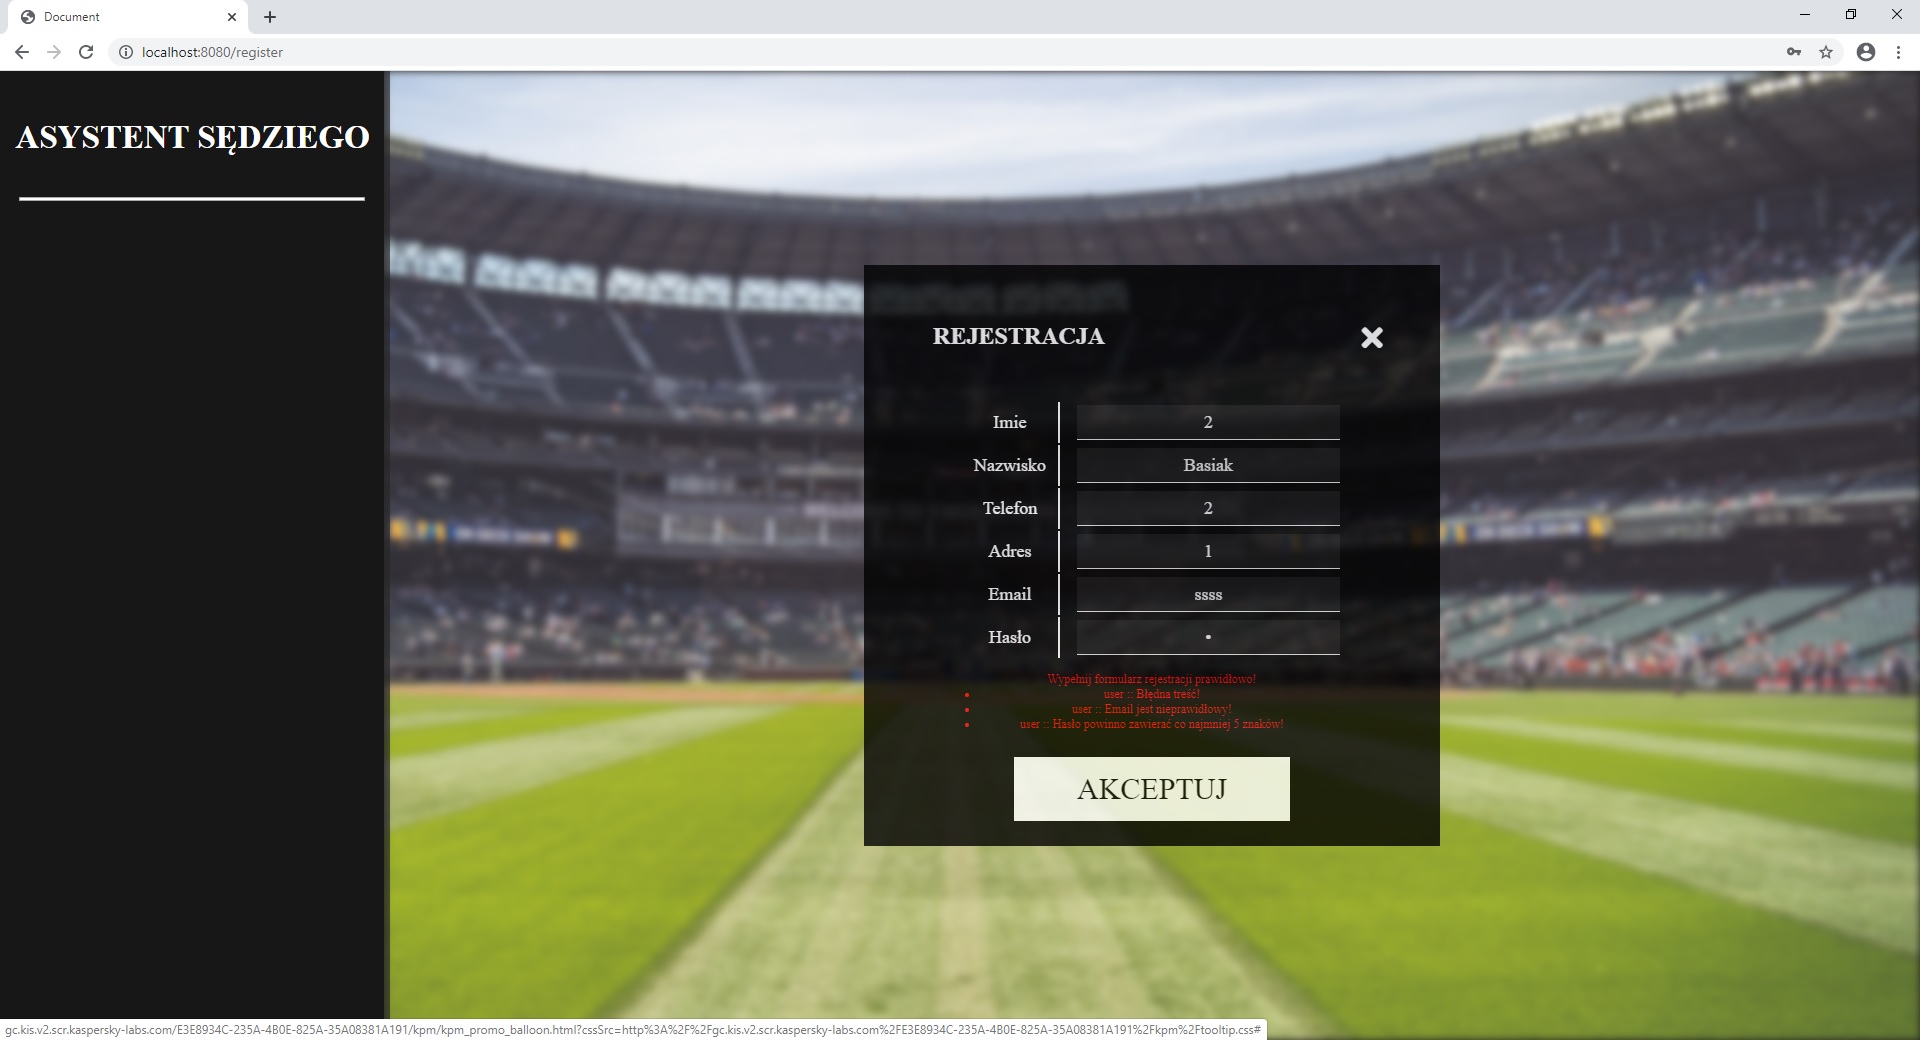 Document
localhost:8080/register
ASYSTENT SĘDZIEGO
REJESTRACJA
Imie 2
Nazwisko Basiak
Telefon 2
Adres 1
Email ssss
Hasło •
Wypełnij formularz rejestracji prawidłowo!
• user :: Błędna treść!
• user :: Email jest nieprawidłowy!
• user :: Hasło powinno zawierać co najmniej 5 znaków!
AKCEPTUJ
gc.kis.v2.scr.kaspersky-labs.com/E3E8934C-235A-4B0E-825A-35A08381A191/kpm/kpm_promo_balloon.html?cssSrc=http%3A%2F%2Fgc.kis.v2.scr.kaspersky-labs.com%2FE3E8934C-235A-4B0E-825A-35A08381A191%2Fkpm%2Ftooltip.css#